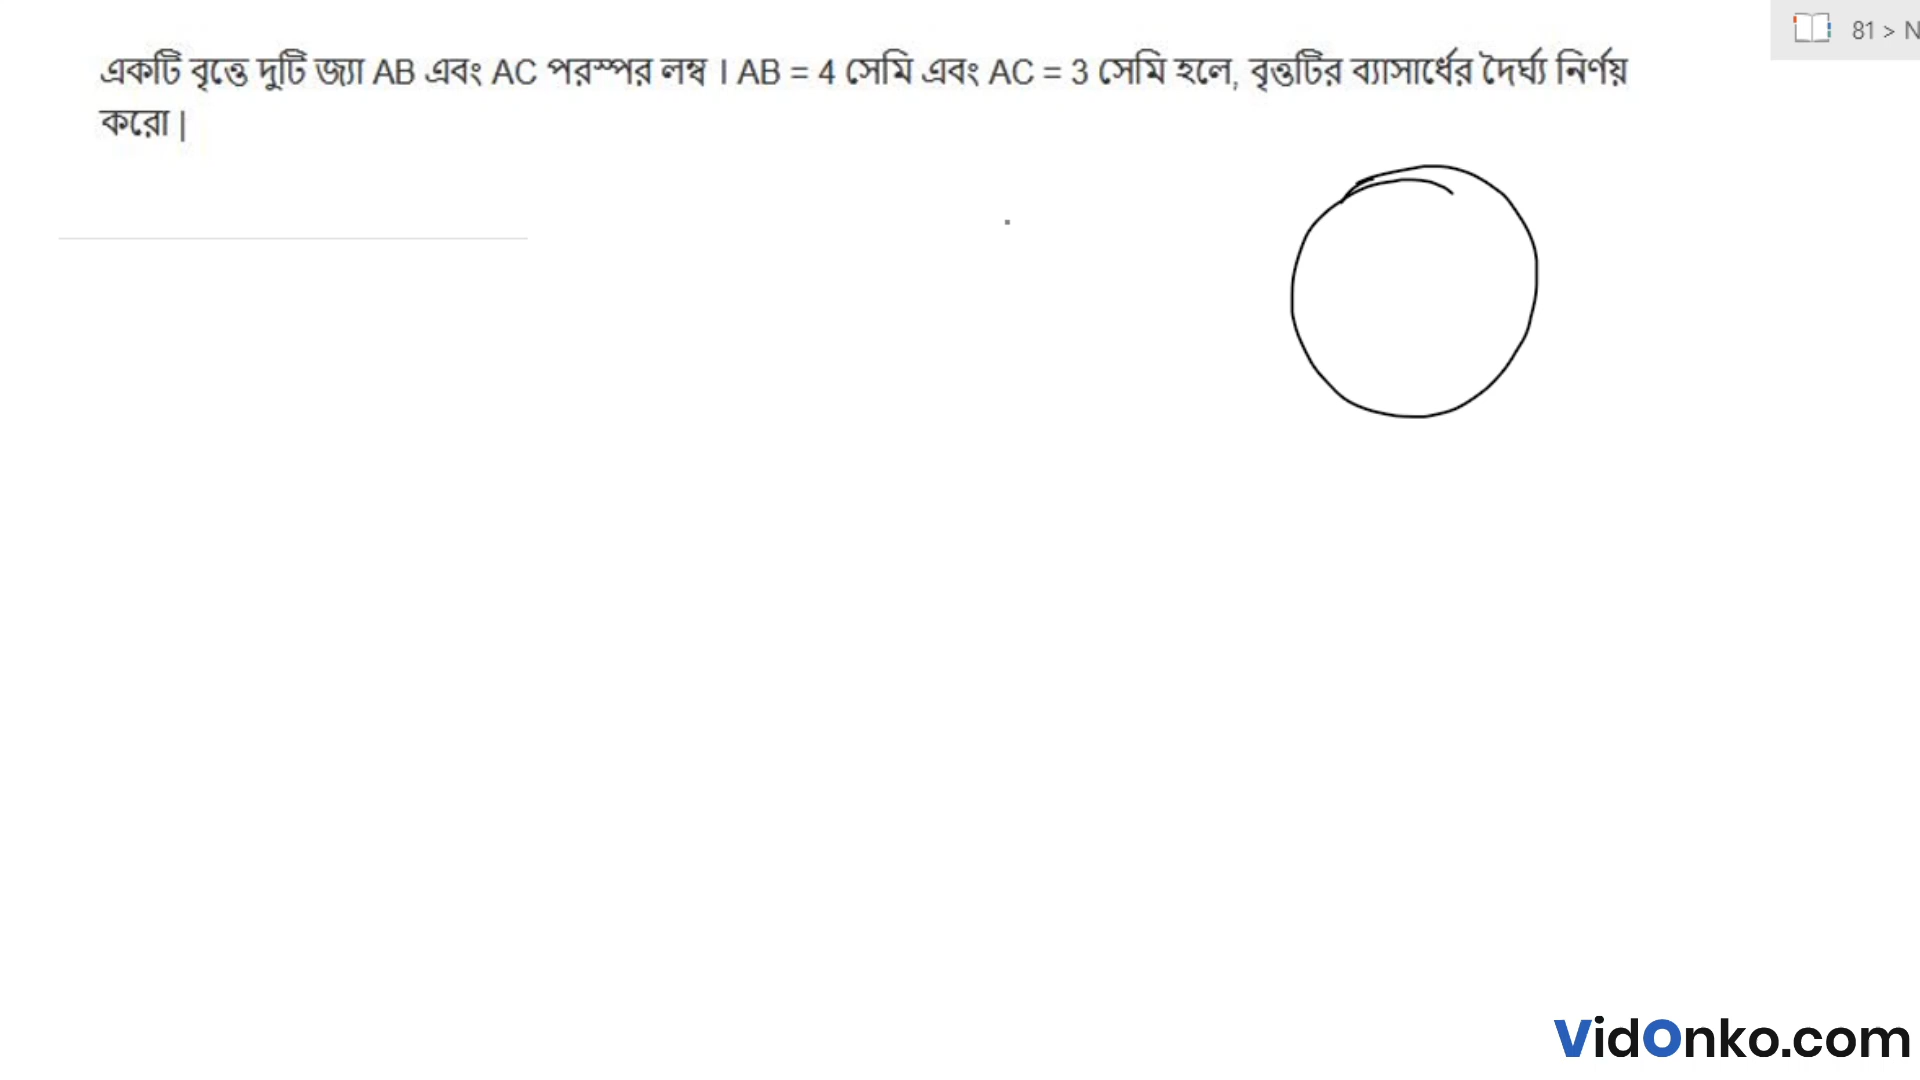 81 > N
একটি বৃত্তে দুটি জ্যা AB এবং AC পরস্পর লম্ব । AB = 4 সেমি এবং AC = 3 সেমি হলে, বৃত্তটির ব্যাসার্ধের দৈর্ঘ্য নির্ণয়
করো |
VidOnko.com